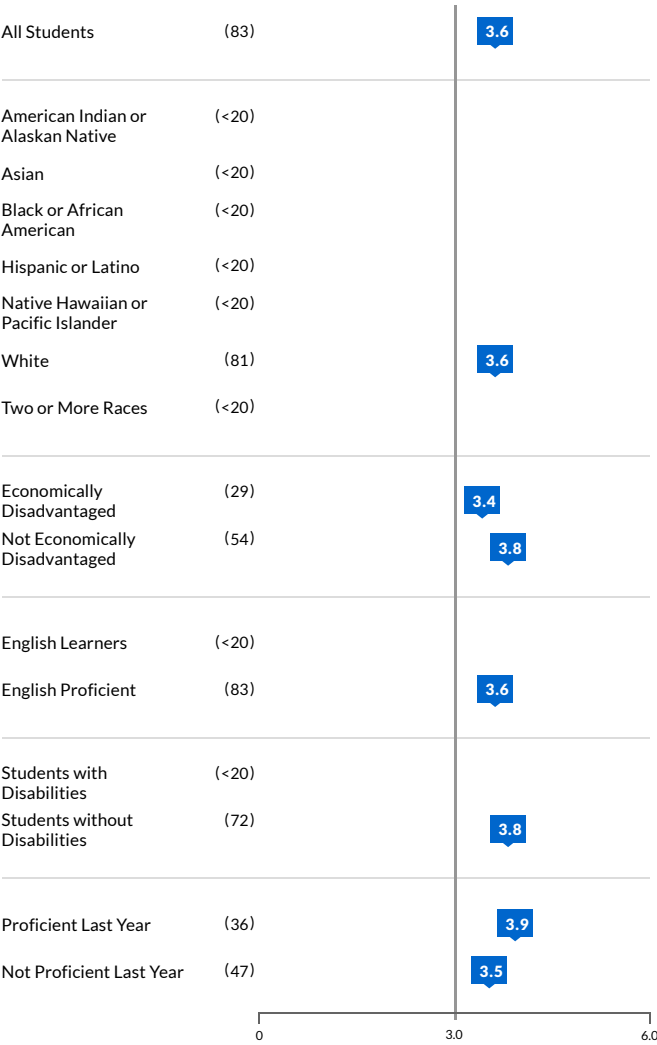 All Students (83) 3.6
American Indian or (<20)
Alaskan Native
Asian (<20)
Black or African (<20)
American
Hispanic or Latino (<20)
Native Hawaiian or (<20)
Pacific Islander
White (81) 3.6
Two or More Races (<20)
Economically (29) 3.4
Disadvantaged
Not Economically (54) 3.8
Disadvantaged
English Learners (<20)
English Proficient (83) 3.6
Students with (<20)
Disabilities
Students without (72) 3.8
Disabilities
Proficient Last Year (36) 3.9
Not Proficient Last Year (47) 3.5
0 3.0 6.0